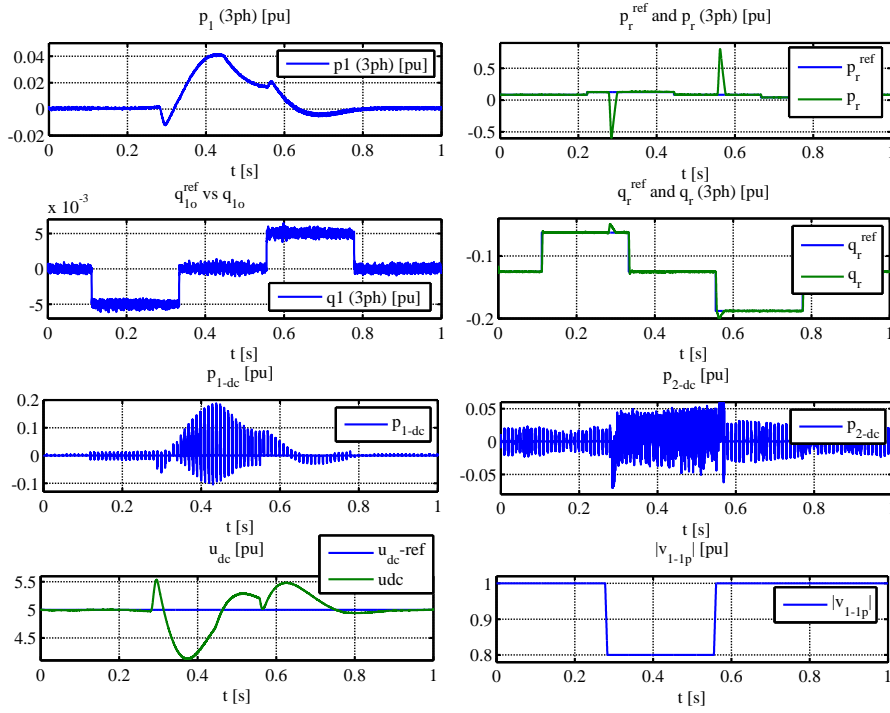 p1 (3ph) [pu]
0.04
0.02
0
-0.02
p1 (3ph) [pu]
0 0.2 0.4 0.6 0.8 1
t [s]
pr^ref and pr (3ph) [pu]
0.5
0
-0.5
pr^ref
pr
0 0.2 0.4 0.6 0.8 1
t [s]
q1o^ref vs q1o
x 10^-3
5
0
-5
q1 (3ph) [pu]
0 0.2 0.4 0.6 0.8 1
t [s]
qr^ref and qr (3ph) [pu]
-0.1
-0.2
qr^ref
qr
0 0.2 0.4 0.6 0.8 1
t [s]
p1-dc [pu]
0.2
0.1
0
-0.1
p1-dc
0 0.2 0.4 0.6 0.8 1
t [s]
p2-dc [pu]
0.05
0
-0.05
p2-dc
0 0.2 0.4 0.6 0.8 1
t [s]
udc [pu]
5.5
5
4.5
udc-ref
udc
0 0.2 0.4 0.6 0.8 1
t [s]
|v1-1p| [pu]
1
0.9
0.8
|v1-1p|
0 0.2 0.4 0.6 0.8 1
t [s]